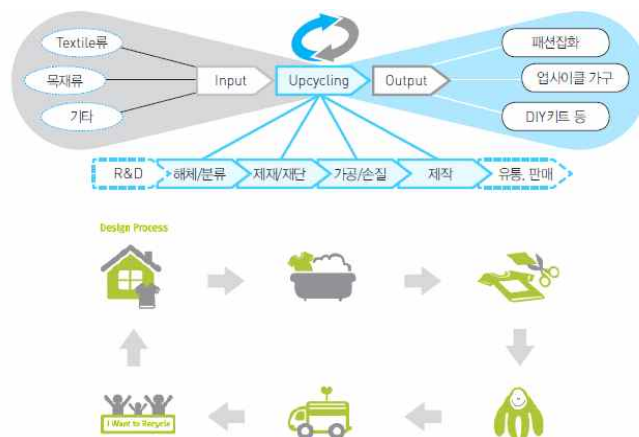 Textile류
목재류
기타
Input
Upcycling
Output
패션잡화
업사이클 가구
DIY키트 등
R&D
해체/분류
제재/재단
가공/손질
제작
유통, 판매
Design Process
I Want to Recycle